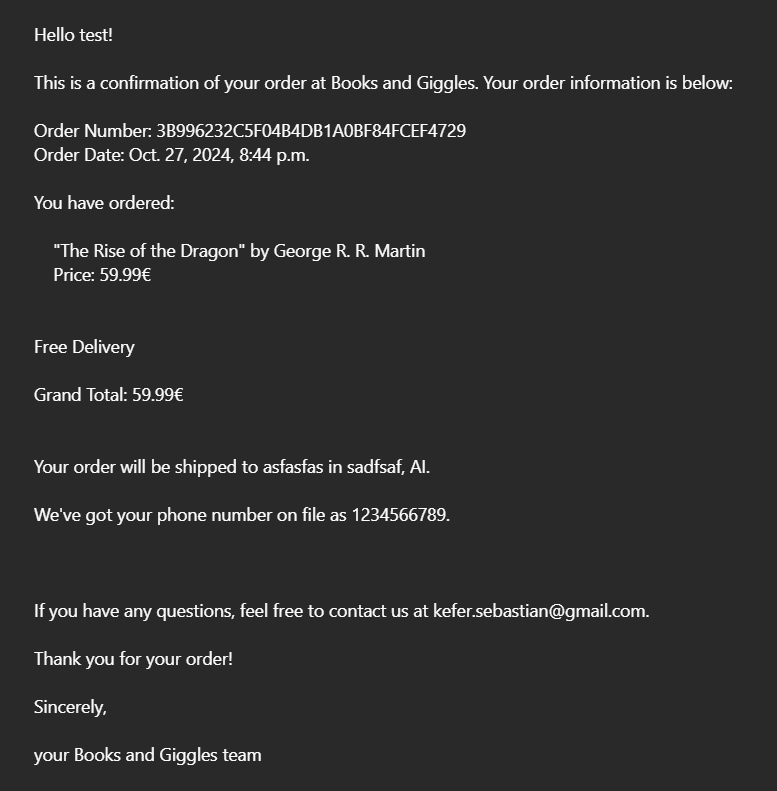 Hello test!
This is a confirmation of your order at Books and Giggles. Your order information is below:
Order Number: 3B996232C5F04B4DB1A0BF84FCEF4729
Order Date: Oct. 27, 2024, 8:44 p.m.
You have ordered:
"The Rise of the Dragon" by George R. R. Martin
Price: 59.99€
Free Delivery
Grand Total: 59.99€
Your order will be shipped to asfasfas in sadfsaf, AI.
We've got your phone number on file as 1234566789.
If you have any questions, feel free to contact us at kefer.sebastian@gmail.com.
Thank you for your order!
Sincerely,
your Books and Giggles team